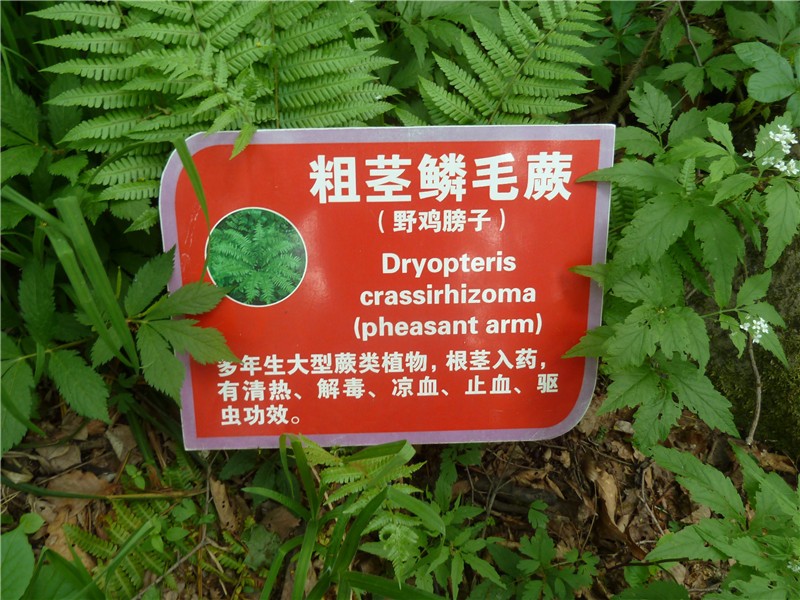 粗茎鳞毛蕨
（野鸡膀子）
Dryopteris
crassirhizoma
(pheasant arm)
多年生大型蕨类植物，根茎入药，
有清热、解毒、凉血、止血、驱
虫功效。